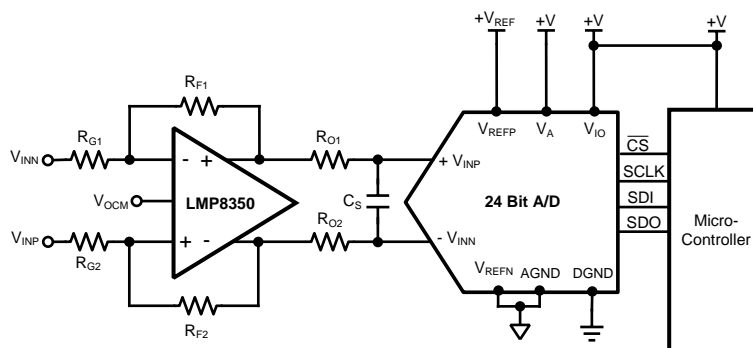 +VREF
+V
+V
+V
RF1
RG1
RO1
VREFP
VA
VIO
CS
VINN
- +
+ VINP
SCLK
VOCM
LMP8350
CS
24 Bit A/D
SDI
SDO
VINP
+ -
RO2
- VINN
Micro-
Controller
RG2
VREFN
AGND
DGND
RF2